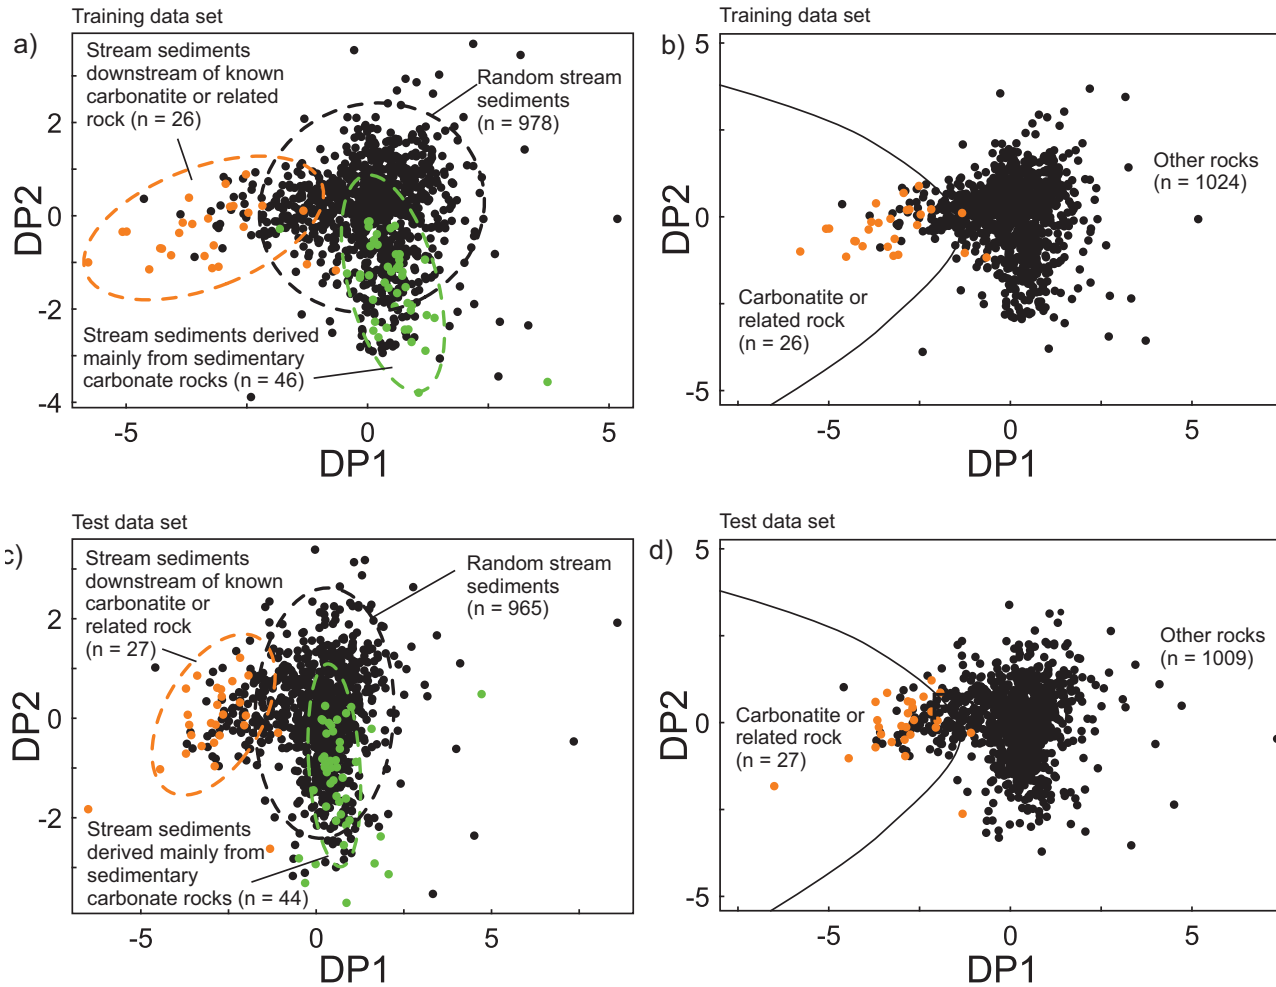 Training data set
a)
Stream sediments
downstream of known
carbonatite or related
rock (n = 26)
Random stream
sediments
(n = 978)
Stream sediments derived
mainly from sedimentary
carbonate rocks (n = 46)
2
0
-2
-4
DP2
-5
0
5
DP1
Training data set
b)
5
0
-5
DP2
Other rocks
(n = 1024)
Carbonatite or
related rock
(n = 26)
-5
0
5
DP1
Test data set
c)
Stream sediments
downstream of known
carbonatite or
related rock
(n = 27)
Random stream
sediments
(n = 965)
Stream sediments
derived mainly from
sedimentary
carbonate rocks (n = 44)
2
0
-2
DP2
-5
0
5
DP1
Test data set
d)
5
0
-5
DP2
Other rocks
(n = 1009)
Carbonatite or
related rock
(n = 27)
-5
0
5
DP1